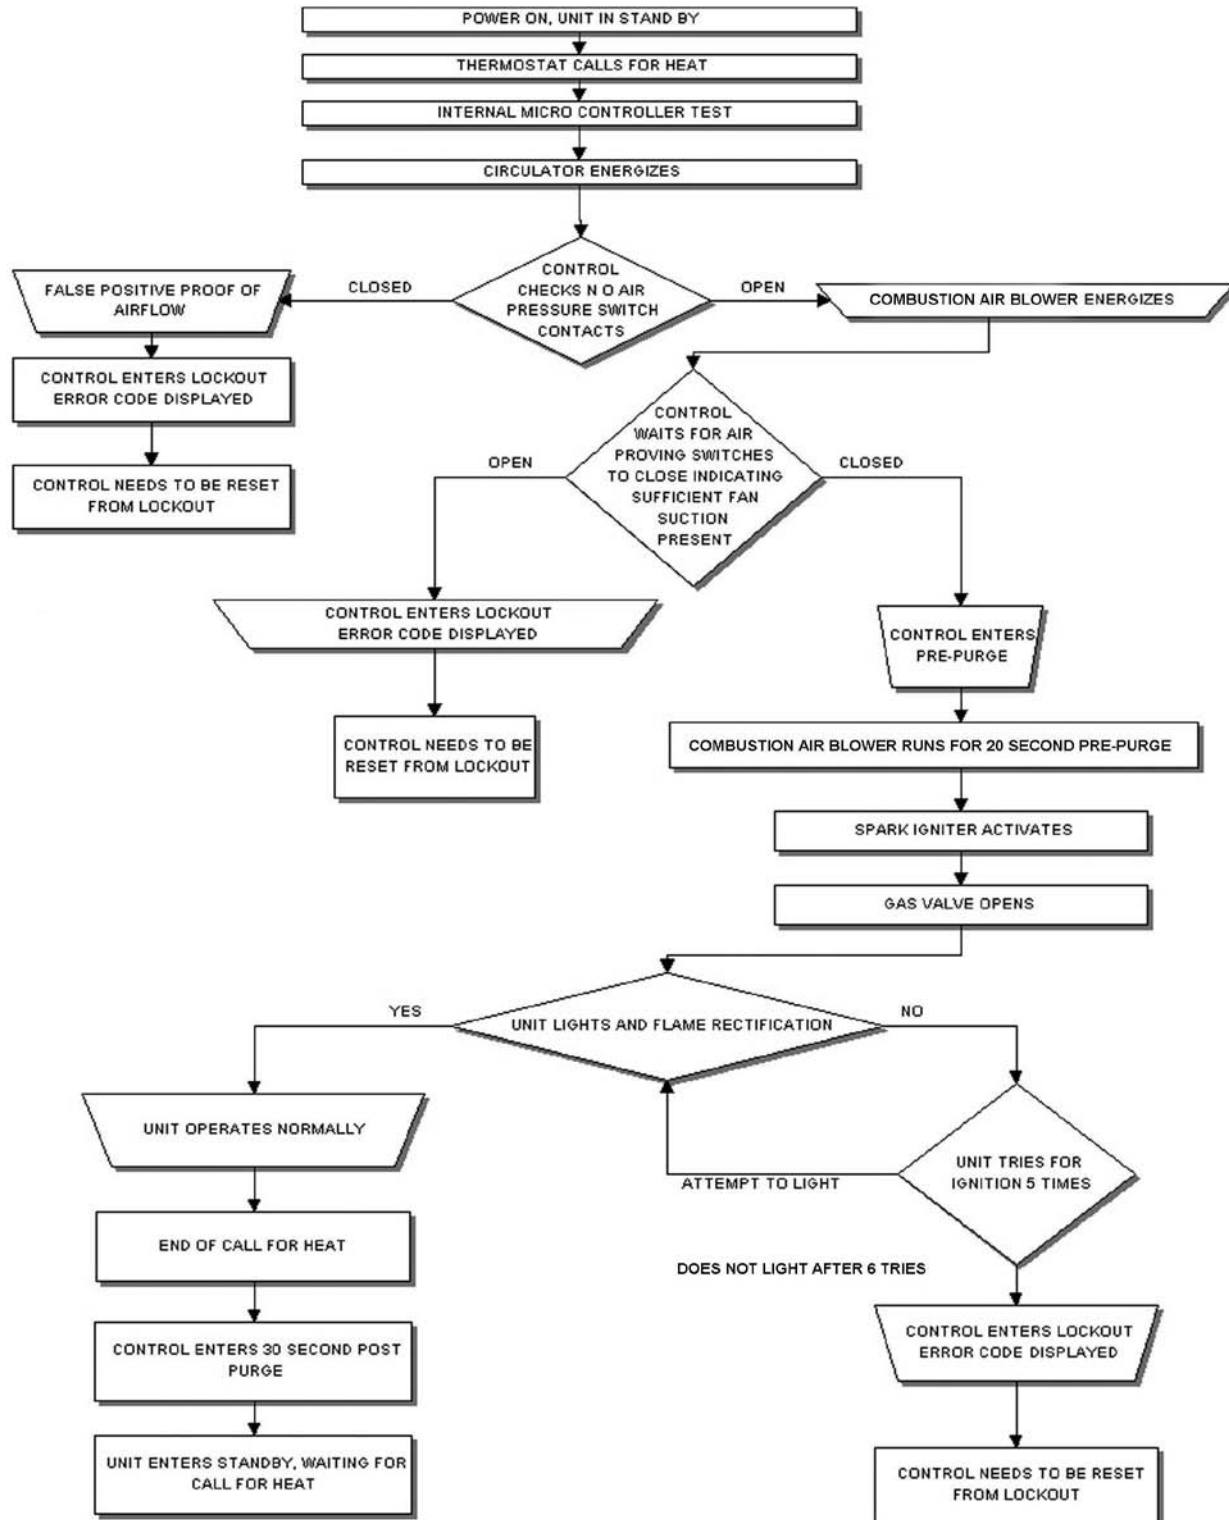 POWER ON, UNIT IN STAND BY
THERMOSTAT CALLS FOR HEAT
INTERNAL MICRO CONTROLLER TEST
CIRCULATOR ENERGIZES
CONTROL
CHECKS N O AIR
PRESSURE SWITCH
CONTACTS
CLOSED
OPEN
FALSE POSITIVE PROOF OF
AIRFLOW
CONTROL ENTERS LOCKOUT
ERROR CODE DISPLAYED
CONTROL NEEDS TO BE RESET
FROM LOCKOUT
COMBUSTION AIR BLOWER ENERGIZES
CONTROL
WAITS FOR AIR
PROVING SWITCHES
TO CLOSE INDICATING
SUFFICIENT FAN
SUCTION
PRESENT
OPEN
CLOSED
CONTROL ENTERS LOCKOUT
ERROR CODE DISPLAYED
CONTROL NEEDS TO BE
RESET FROM LOCKOUT
CONTROL ENTERS
PRE-PURGE
COMBUSTION AIR BLOWER RUNS FOR 20 SECOND PRE-PURGE
SPARK IGNITER ACTIVATES
GAS VALVE OPENS
UNIT LIGHTS AND FLAME RECTIFICATION
YES
NO
UNIT OPERATES NORMALLY
END OF CALL FOR HEAT
CONTROL ENTERS 30 SECOND POST
PURGE
UNIT ENTERS STANDBY, WAITING FOR
CALL FOR HEAT
UNIT TRIES FOR
IGNITION 5 TIMES
ATTEMPT TO LIGHT
DOES NOT LIGHT AFTER 6 TRIES
CONTROL ENTERS LOCKOUT
ERROR CODE DISPLAYED
CONTROL NEEDS TO BE RESET
FROM LOCKOUT